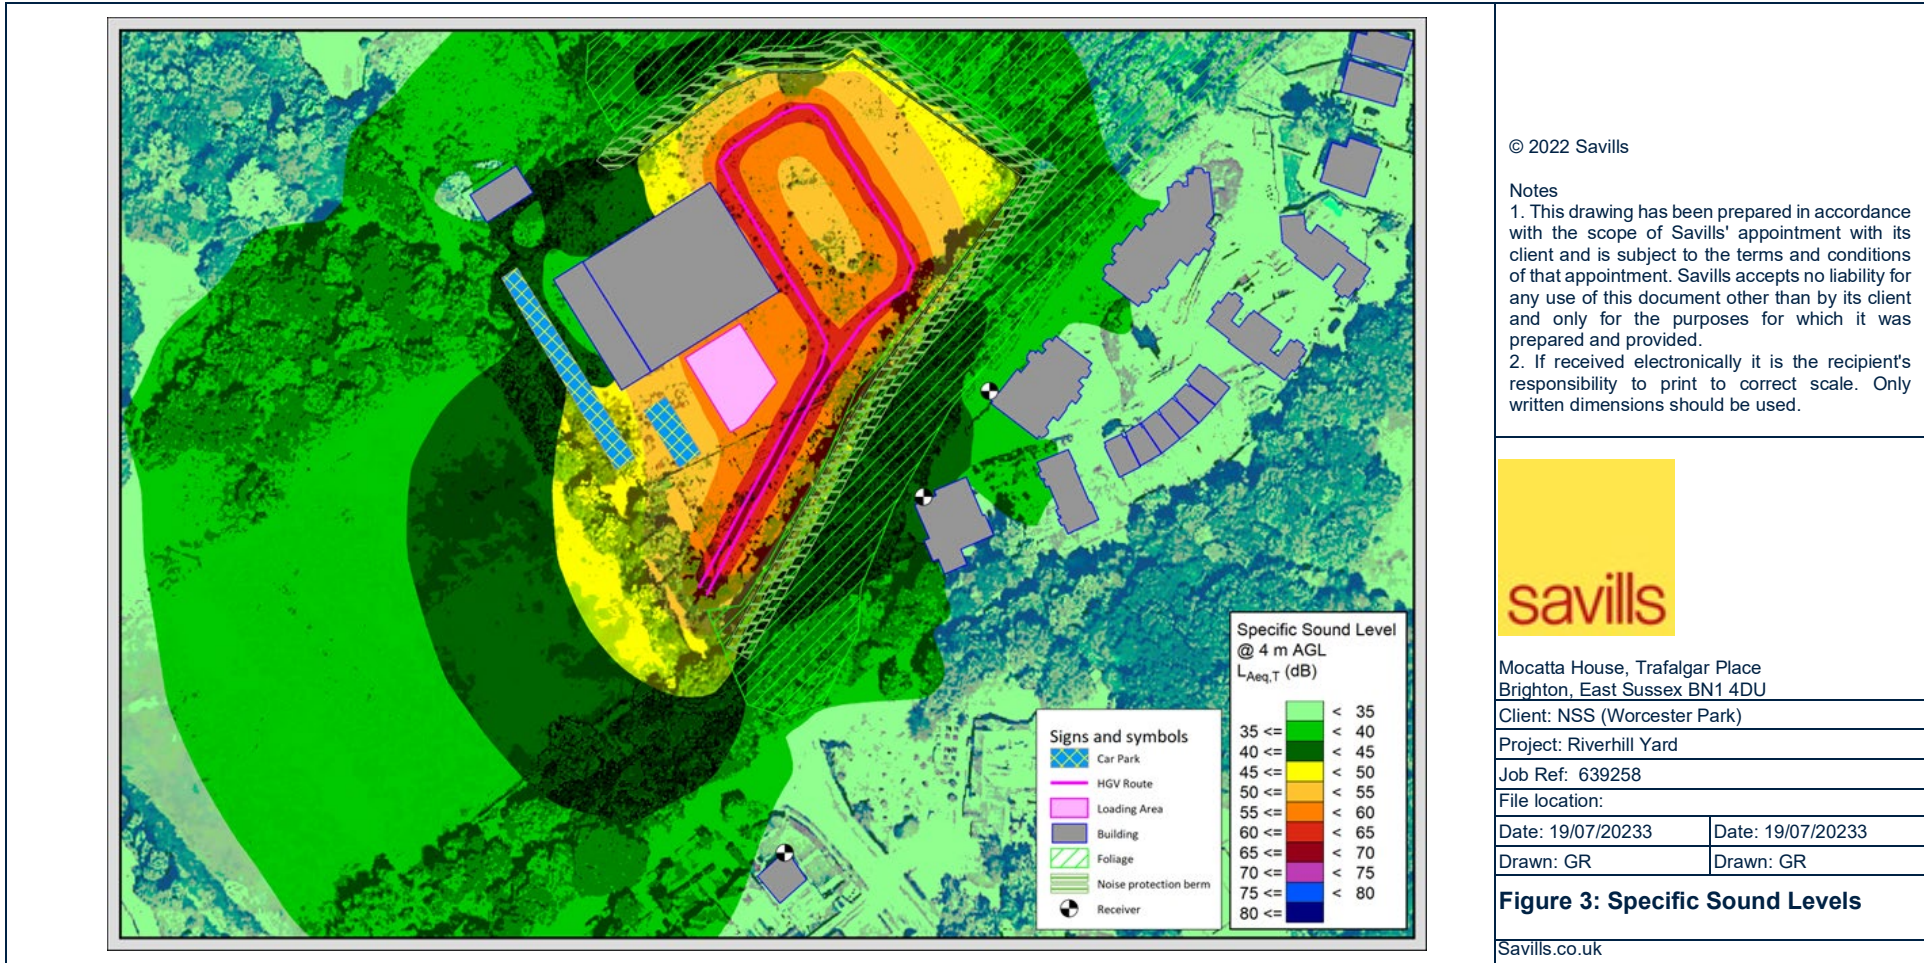 Specific Sound Level
@ 4 m AGL
LAeq,T (dB)
< 35
35 <= < 40
40 <= < 45
45 <= < 50
50 <= < 55
55 <= < 60
60 <= < 65
65 <= < 70
70 <= < 75
75 <= < 80
80 <=
Signs and symbols
Car Park
HGV Route
Loading Area
Building
Foliage
Noise protection berm
Receiver
© 2022 Savills
Notes
1. This drawing has been prepared in accordance
with the scope of Savills' appointment with its
client and is subject to the terms and conditions
of that appointment. Savills accepts no liability for
any use of this document other than by its client
and only for the purposes for which it was
prepared and provided.
2. If received electronically it is the recipient's
responsibility to print to correct scale. Only
written dimensions should be used.
savills
Mocatta House, Trafalgar Place
Brighton, East Sussex BN1 4DU
Client: NSS (Worcester Park)
Project: Riverhill Yard
Job Ref: 639258
File location:
Date: 19/07/20233 Date: 19/07/20233
Drawn: GR Drawn: GR
Figure 3: Specific Sound Levels
Savills.co.uk